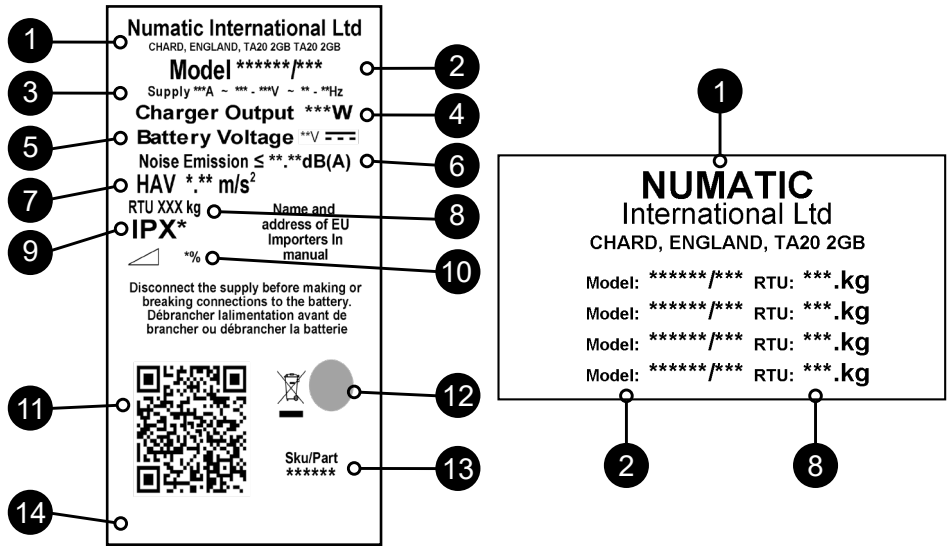 1
Numatic International Ltd
CHARD, ENGLAND, TA20 2GB TA20 2GB
2
Model ******/***
3
Supply ***A ~ *** - ***V ~ ** - **Hz
4
Charger Output ***W
5
Battery Voltage **V
6
Noise Emission ≤ **.**dB(A)
7
HAV *.** m/s²
8
RTU XXX kg
9
IPX*
Name and
address of EU
Importers In
manual
10
*%
Disconnect the supply before making or
breaking connections to the battery.
Débrancher lalimentation avant de
brancher ou débrancher la batterie
11
12
Sku/Part
******
13
14
1
NUMATIC
International Ltd
CHARD, ENGLAND, TA20 2GB
Model: ******/*** RTU: ***.kg
Model: ******/*** RTU: ***.kg
Model: ******/*** RTU: ***.kg
Model: ******/*** RTU: ***.kg
2
8